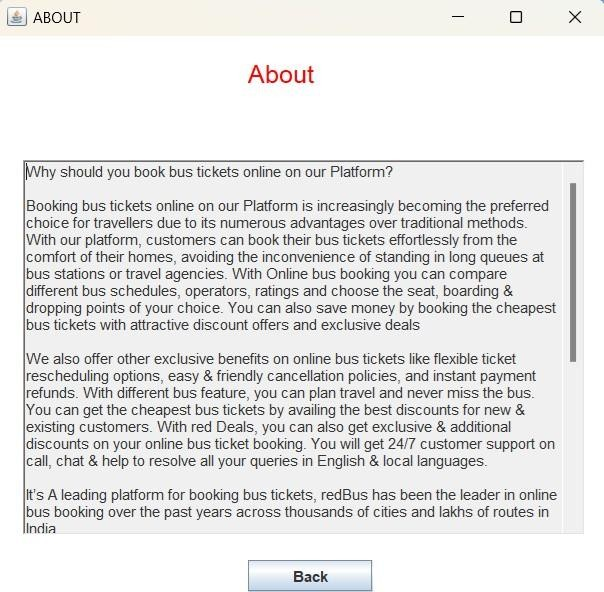 ABOUT
About
Why should you book bus tickets online on our Platform?
Booking bus tickets online on our Platform is increasingly becoming the preferred
choice for travellers due to its numerous advantages over traditional methods.
With our platform, customers can book their bus tickets effortlessly from the
comfort of their homes, avoiding the inconvenience of standing in long queues at
bus stations or travel agencies. With Online bus booking you can compare
different bus schedules, operators, ratings and choose the seat, boarding &
dropping points of your choice. You can also save money by booking the cheapest
bus tickets with attractive discount offers and exclusive deals
We also offer other exclusive benefits on online bus tickets like flexible ticket
rescheduling options, easy & friendly cancellation policies, and instant payment
refunds. With different bus feature, you can plan travel and never miss the bus.
You can get the cheapest bus tickets by availing the best discounts for new &
existing customers. With red Deals, you can also get exclusive & additional
discounts on your online bus ticket booking. You will get 24/7 customer support on
call, chat & help to resolve all your queries in English & local languages.
It's A leading platform for booking bus tickets, redBus has been the leader in online
bus booking over the past years across thousands of cities and lakhs of routes in
India
Back